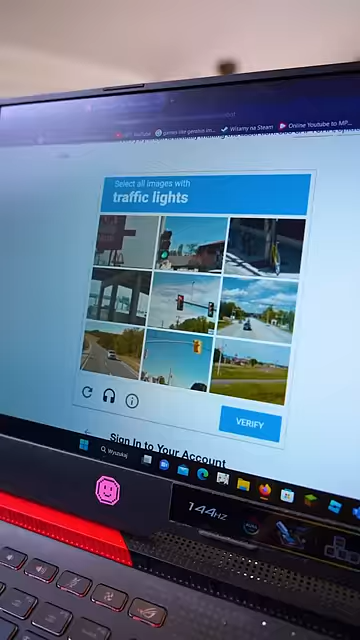 Witamy na Steam
Online Youtube to MP...
Select all images with
traffic lights
VERIFY
Sign In to Your Account
Wyszukaj
144HZ